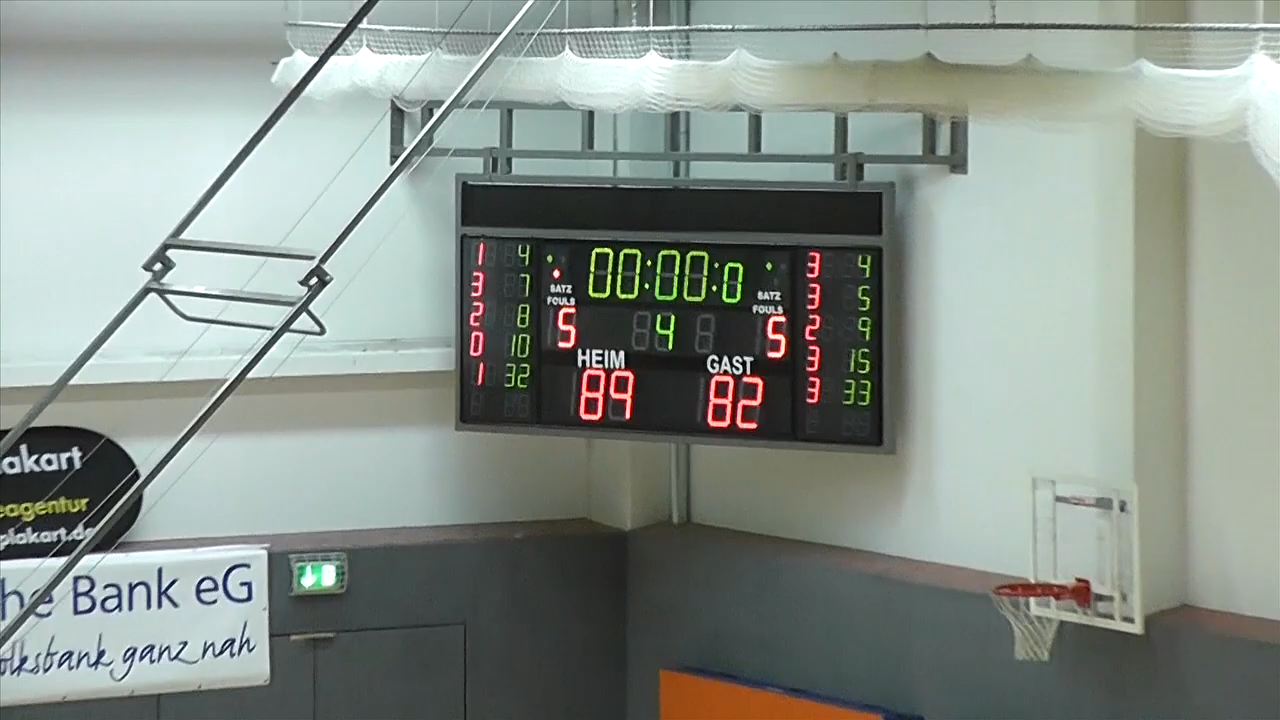 00:00:0
SATZ
FOULS
SATZ
FOULS
5 4 5
HEIM GAST
89 82
1 4
3 7
2 8
0 10
1 32
3 4
3 5
2 9
3 15
3 33
lakart
eagentur
plakart.de
he Bank eG
olksbank ganz nah